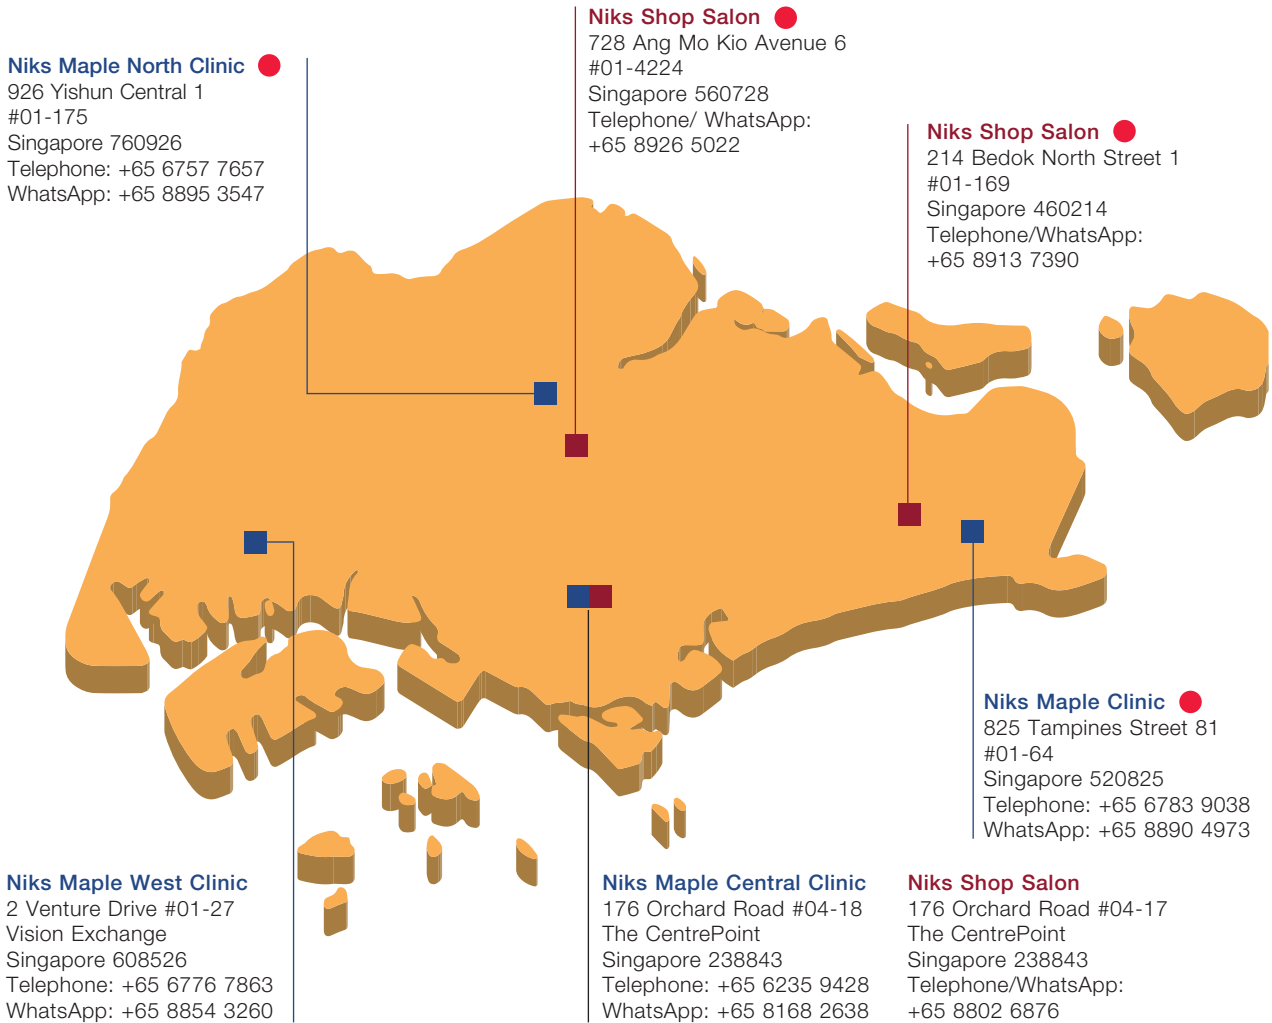 Niks Shop Salon
728 Ang Mo Kio Avenue 6
#01-4224
Singapore 560728
Telephone/ WhatsApp:
+65 8926 5022
Niks Maple North Clinic
926 Yishun Central 1
#01-175
Singapore 760926
Telephone: +65 6757 7657
WhatsApp: +65 8895 3547
Niks Shop Salon
214 Bedok North Street 1
#01-169
Singapore 460214
Telephone/WhatsApp:
+65 8913 7390
Niks Maple Clinic
825 Tampines Street 81
#01-64
Singapore 520825
Telephone: +65 6783 9038
WhatsApp: +65 8890 4973
Niks Maple West Clinic
2 Venture Drive #01-27
Vision Exchange
Singapore 608526
Telephone: +65 6776 7863
WhatsApp: +65 8854 3260
Niks Maple Central Clinic
176 Orchard Road #04-18
The CentrePoint
Singapore 238843
Telephone: +65 6235 9428
WhatsApp: +65 8168 2638
Niks Shop Salon
176 Orchard Road #04-17
The CentrePoint
Singapore 238843
Telephone/WhatsApp:
+65 8802 6876